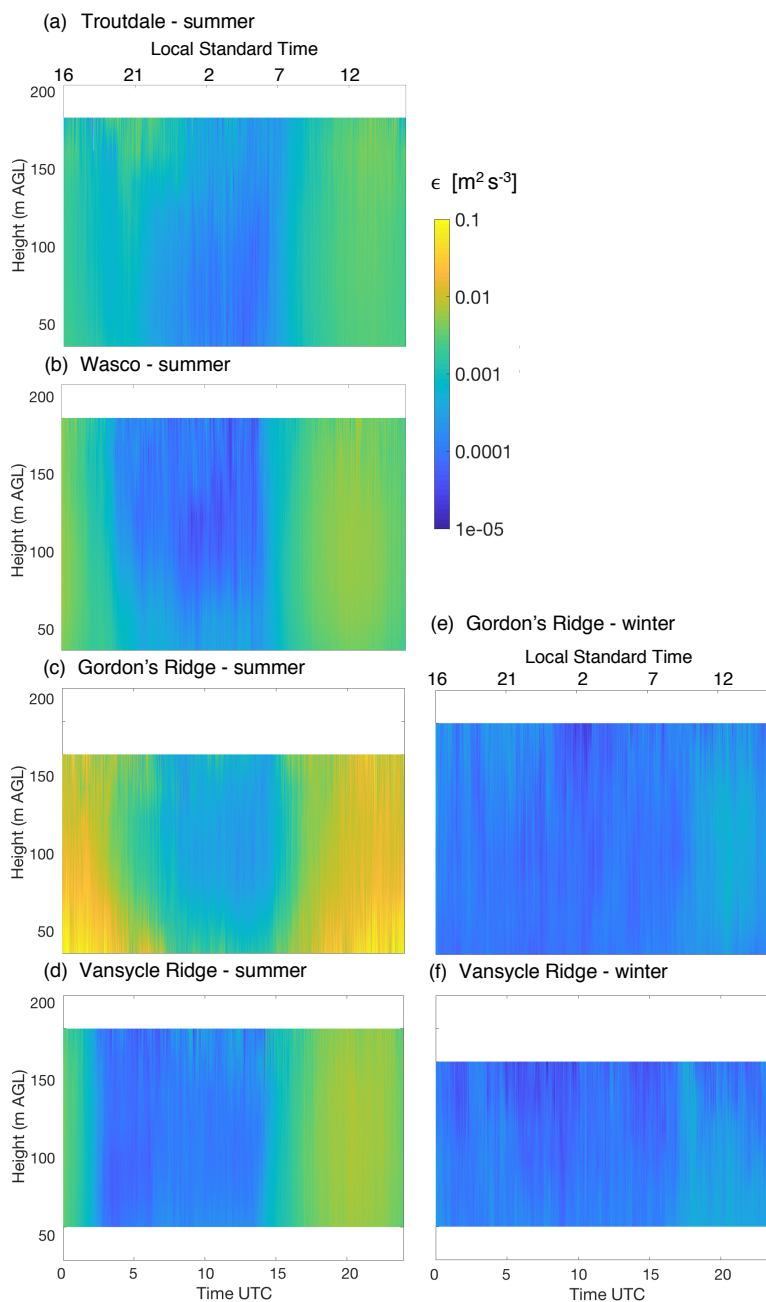 (a) Troutdale - summer
Local Standard Time
16 21 2 7 12
200
150
100
50
Height (m AGL)
ϵ [m² s⁻³]
0.1
0.01
0.001
0.0001
1e-05
(b) Wasco - summer
200
150
100
50
Height (m AGL)
(c) Gordon's Ridge - summer
200
150
100
50
Height (m AGL)
(e) Gordon's Ridge - winter
Local Standard Time
16 21 2 7 12
(d) Vansycle Ridge - summer
200
150
100
50
Height (m AGL)
0 5 10 15 20
Time UTC
(f) Vansycle Ridge - winter
0 5 10 15 20
Time UTC